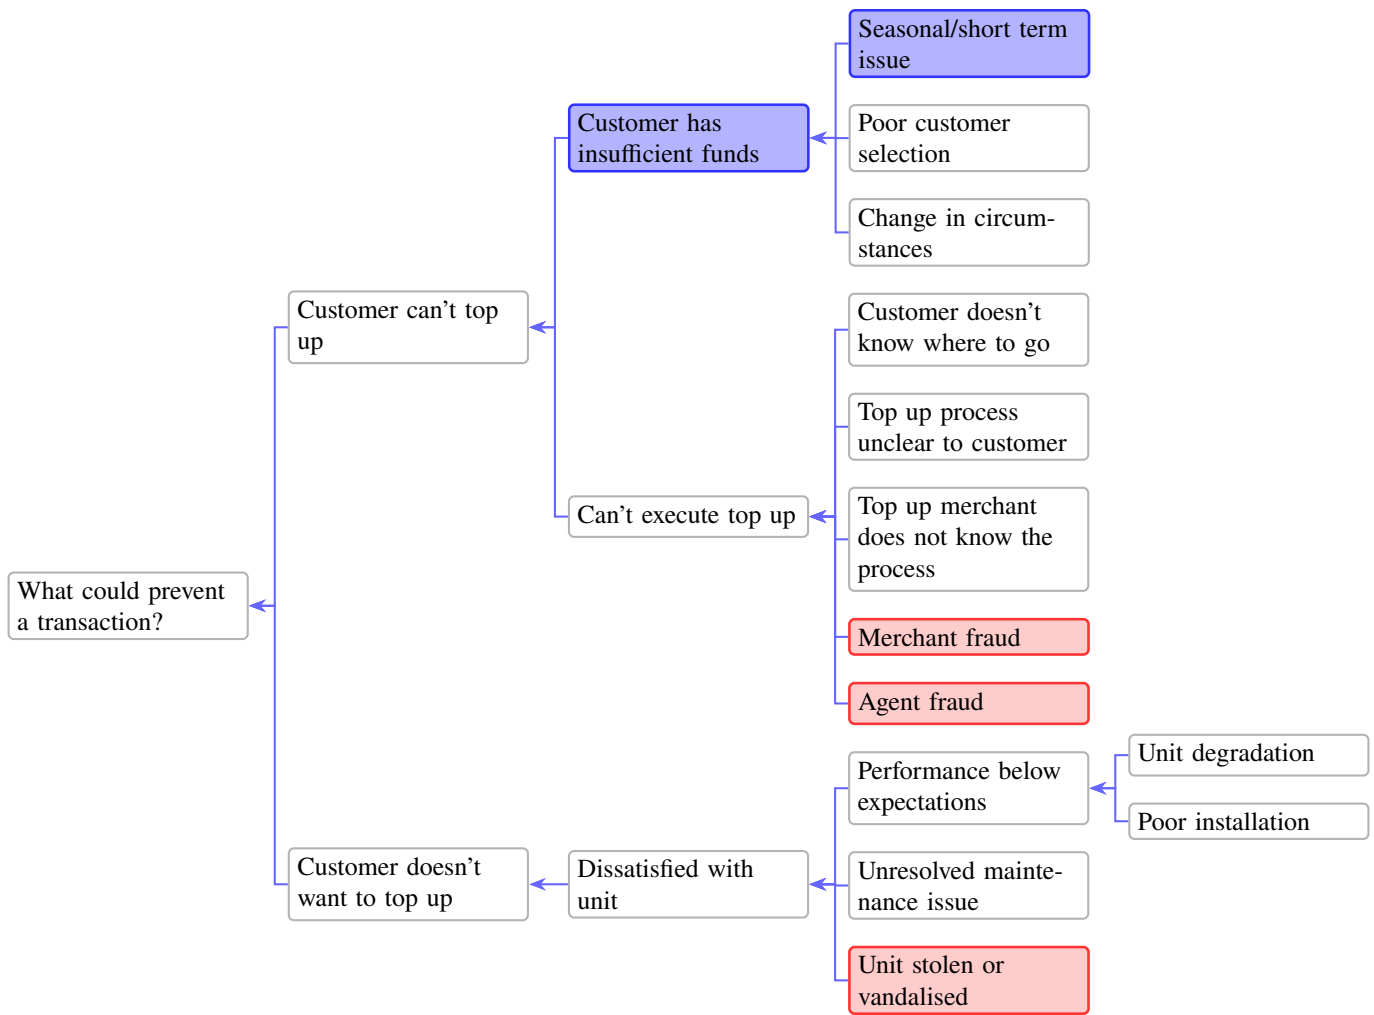 What could prevent
a transaction?
Customer can't top
up
Customer has
insufficient funds
Seasonal/short term
issue
Poor customer
selection
Change in circum-
stances
Can't execute top up
Customer doesn't
know where to go
Top up process
unclear to customer
Top up merchant
does not know the
process
Merchant fraud
Agent fraud
Customer doesn't
want to top up
Dissatisfied with
unit
Performance below
expectations
Unit degradation
Poor installation
Unresolved mainte-
nance issue
Unit stolen or
vandalised